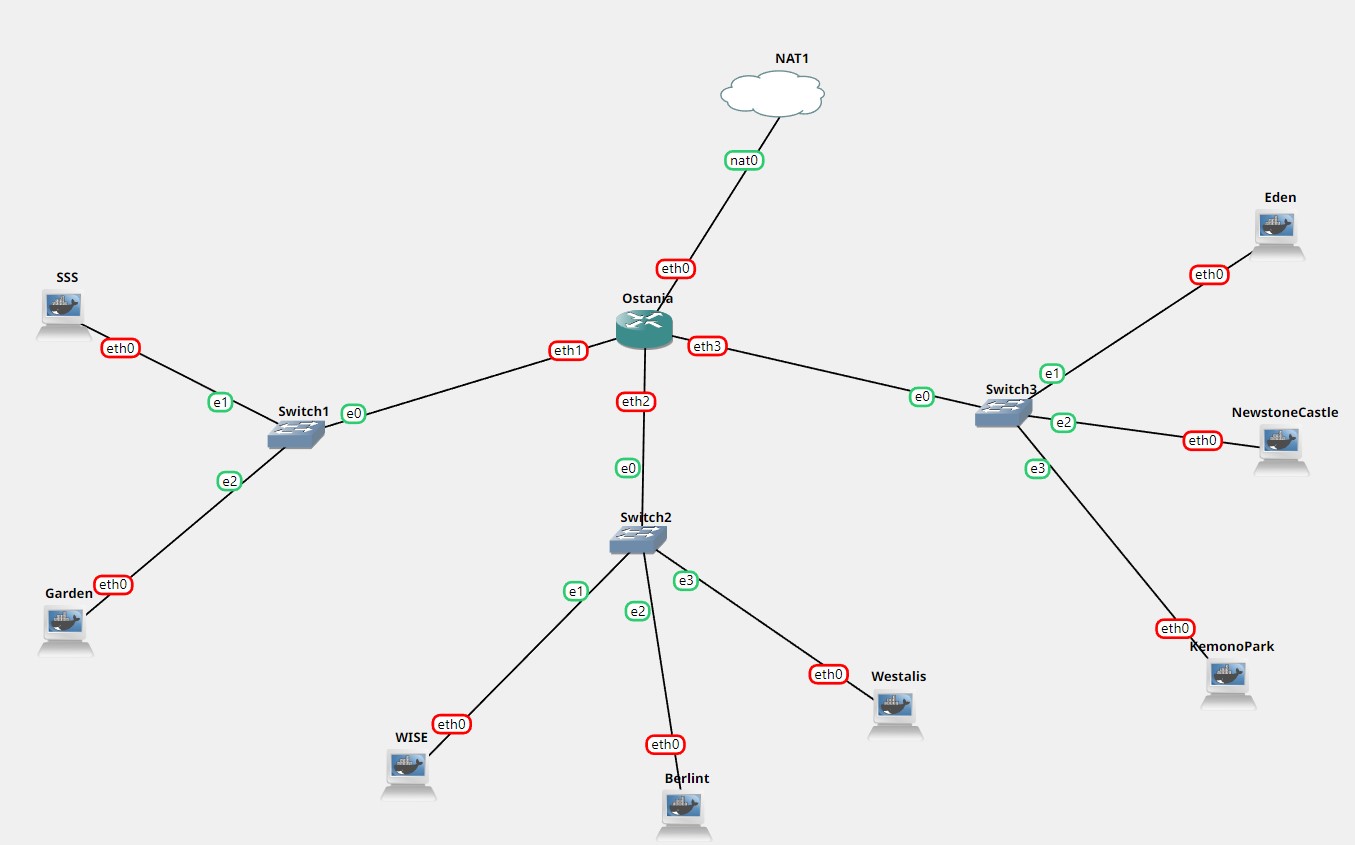 NAT1
nat0
Eden
eth0
eth0
SSS
Ostania
eth0
eth1
eth3
e1
Switch3
e0
e1
eth2
Switch1
e0
e2
NewstoneCastle
eth0
e0
e3
e2
Switch2
e3
eth0
Garden
e1
e2
eth0
KemonoPark
eth0
Westalis
eth0
WISE
eth0
Berlint